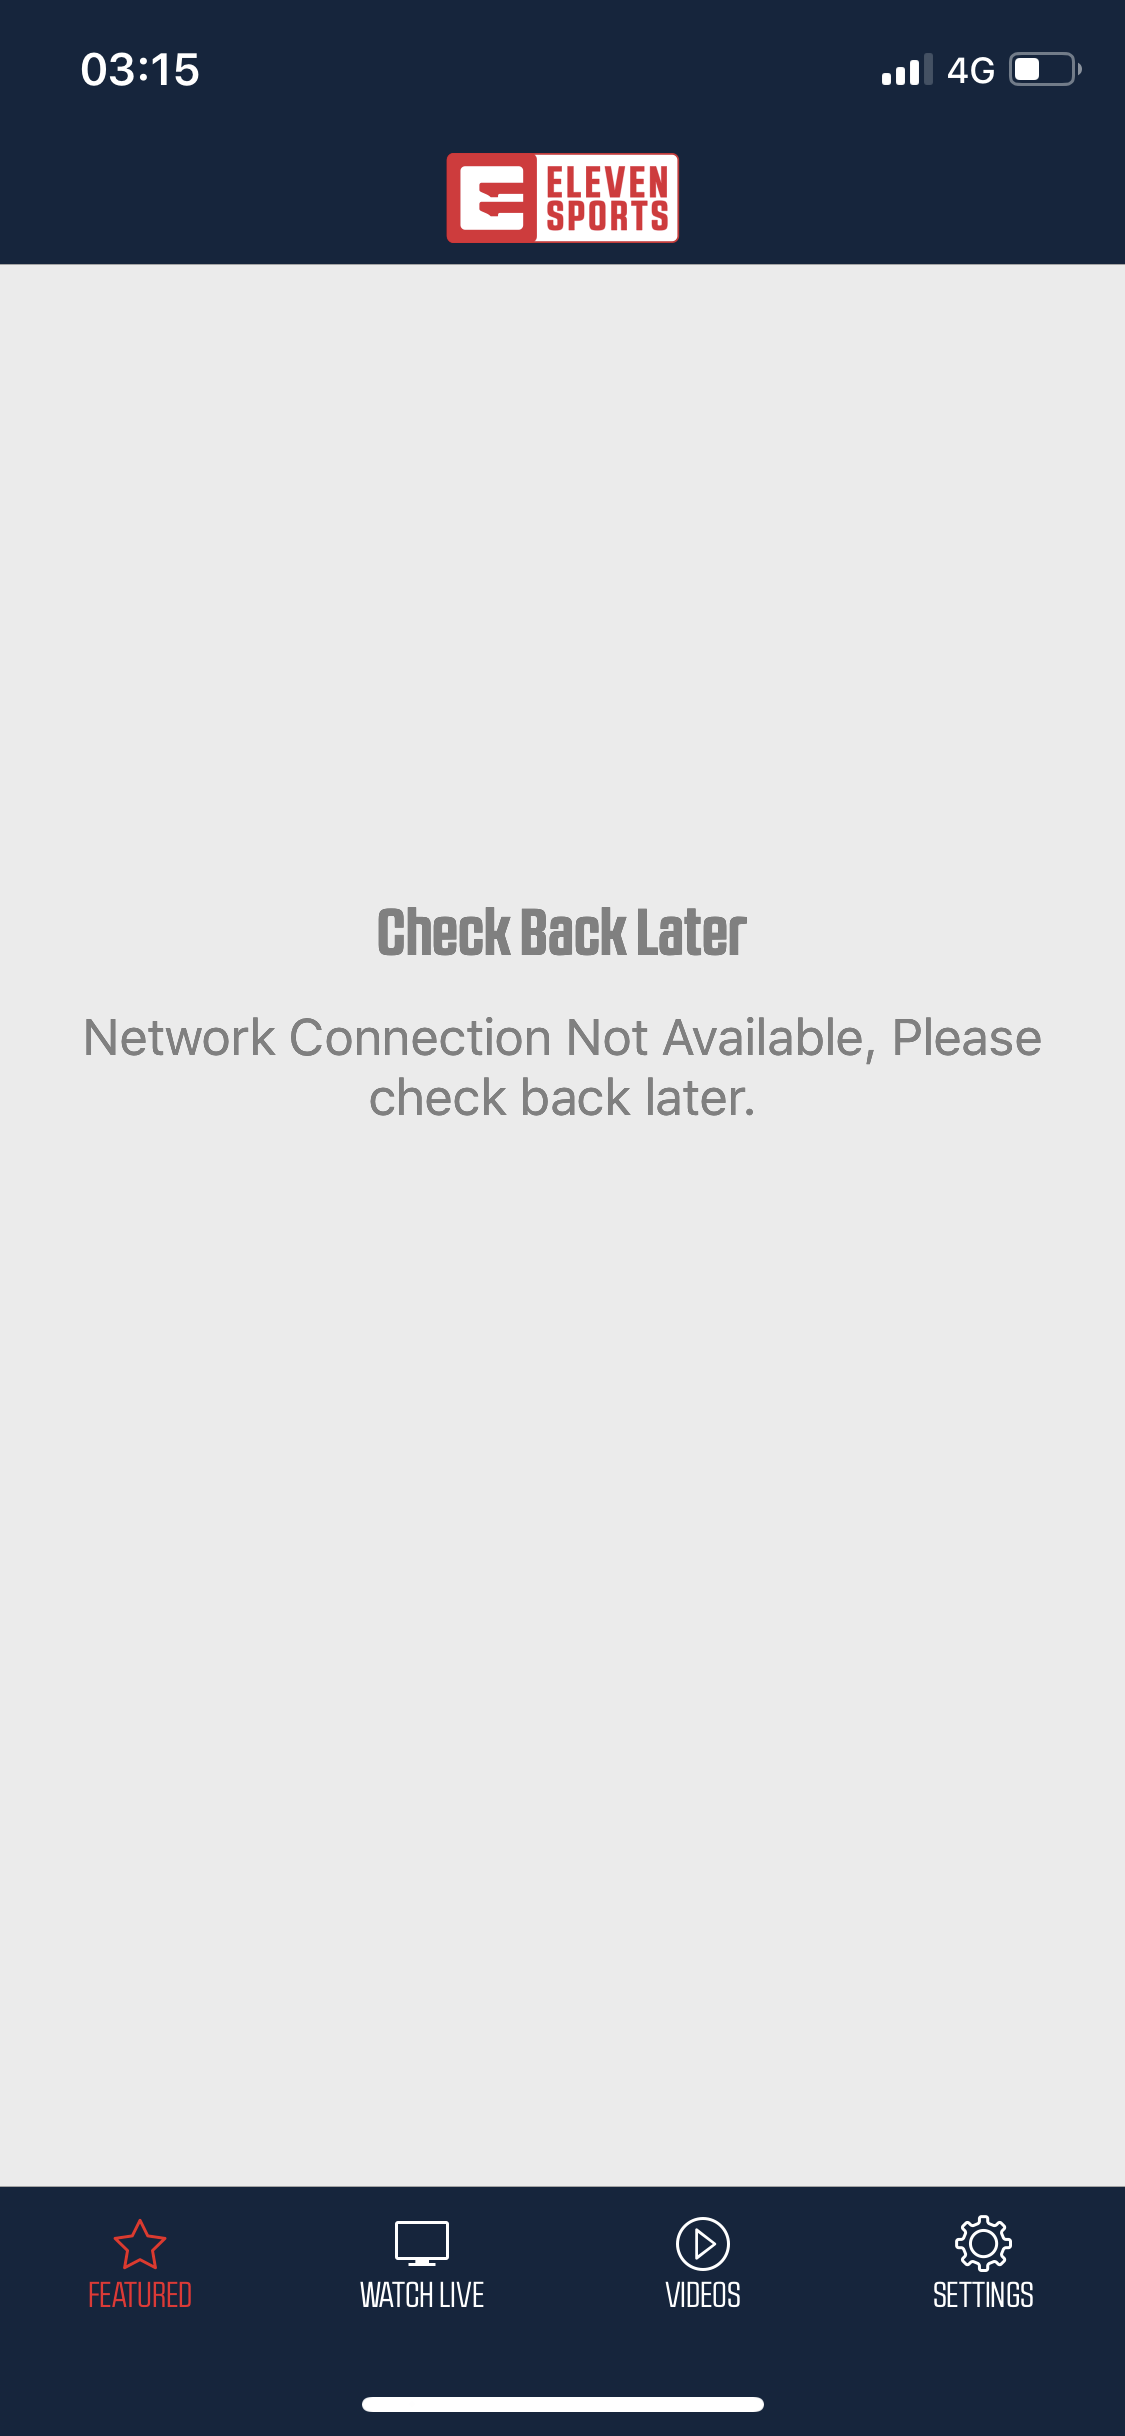 03:15
4G
ELEVEN
SPORTS
Check Back Later
Network Connection Not Available, Please
check back later.
FEATURED
WATCH LIVE
VIDEOS
SETTINGS